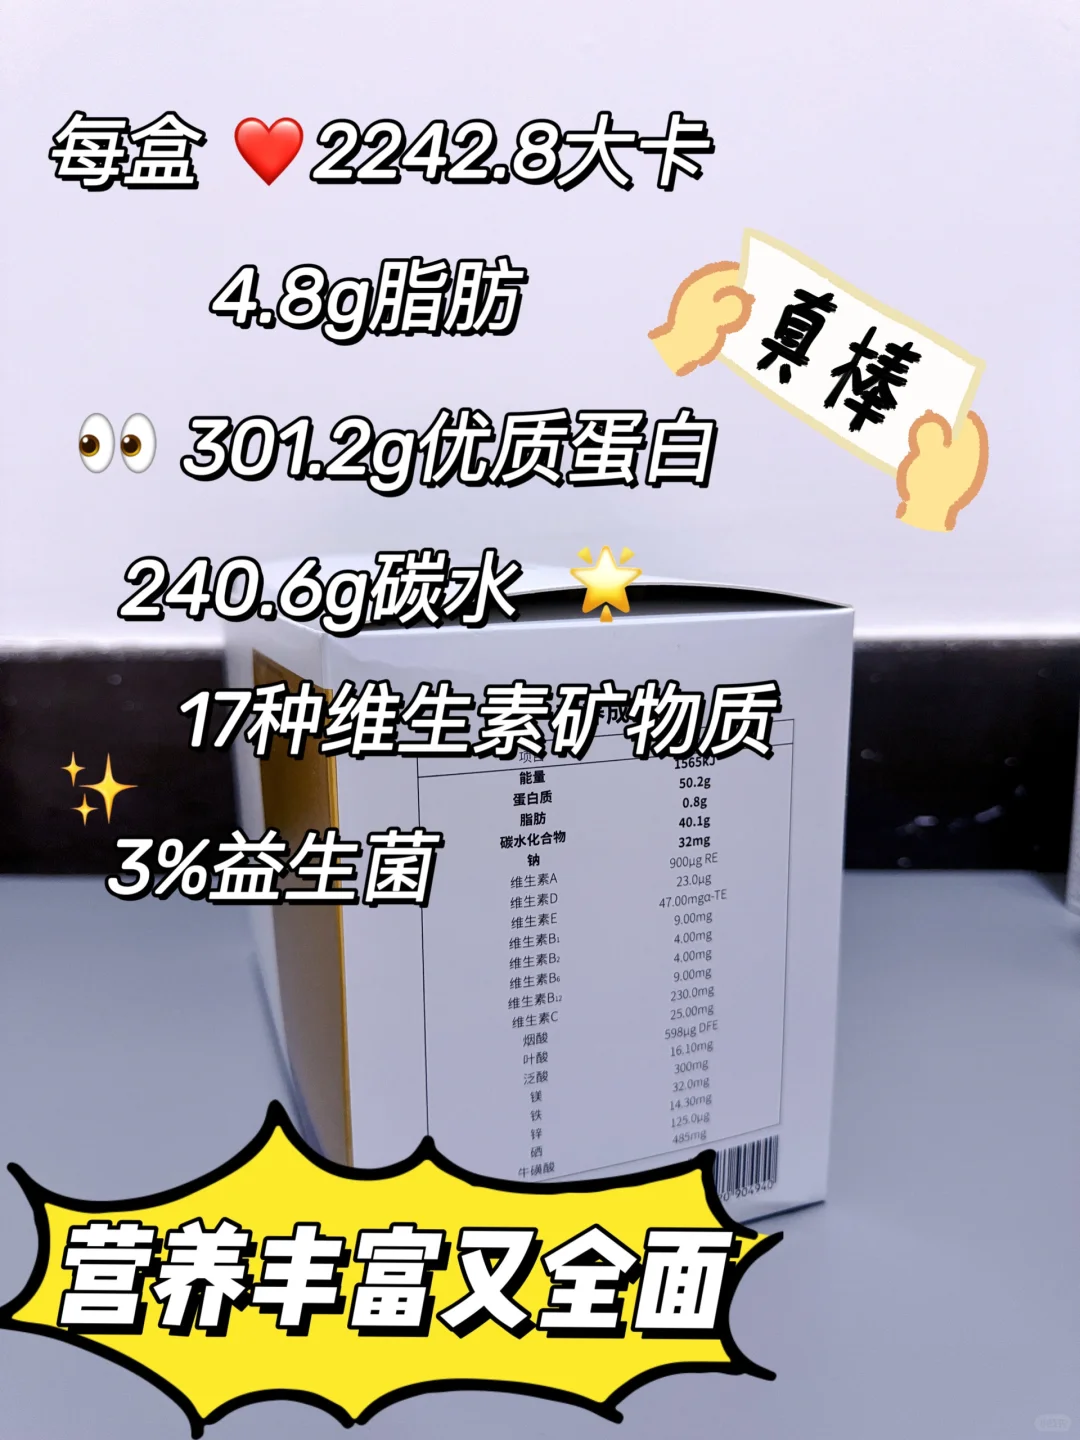 每盒 ❤️2242.8大卡
4.8g脂肪
真棒
👀 301.2g优质蛋白
240.6g碳水 🌟
17种维生素矿物质
✨
3%益生菌
1565KJ
能量 50.2g
蛋白质 0.8g
脂肪 40.1g
碳水化合物 32mg
钠 900μg RE
维生素A 23.0μg
维生素D 47.00mgα-TE
维生素E 9.00mg
维生素B₁ 4.00mg
维生素B₂ 4.00mg
维生素B₆ 9.00mg
维生素B₁₂ 230.0mg
维生素C 25.00mg
烟酸 598μg DFE
叶酸 16.10mg
泛酸 300mg
镁 32.0mg
铁 14.30mg
锌 125.0μg
硒 485mg
牛磺酸
904940
营养丰富又全面